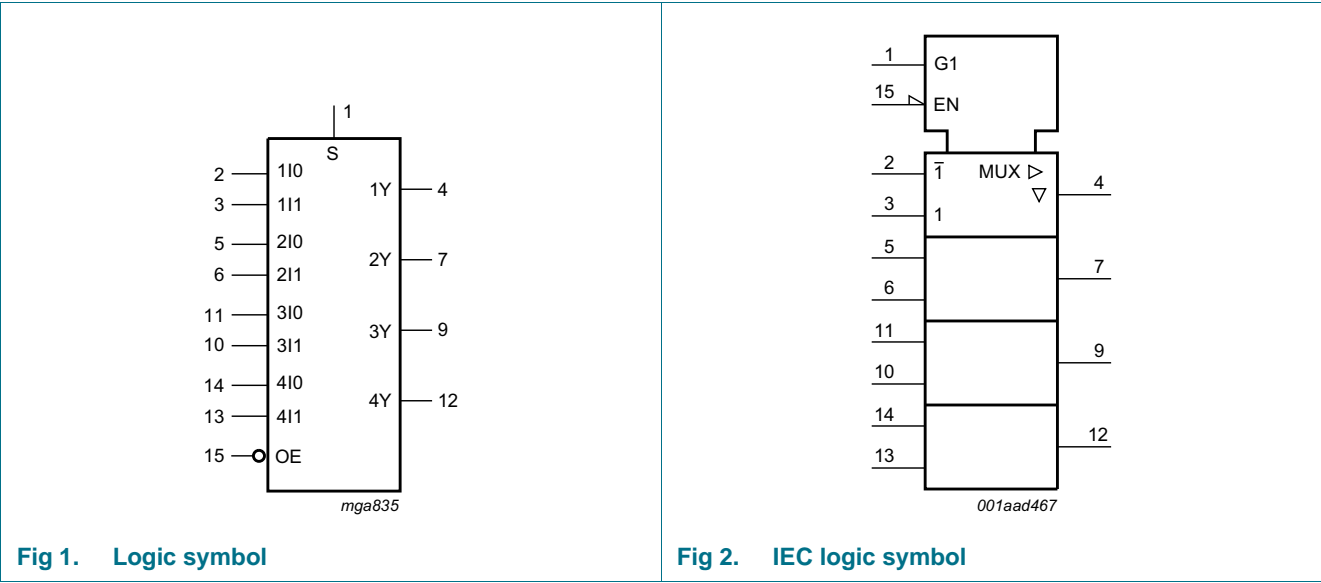 1
S
2 1I0
1Y 4
3 1I1
5 2I0
2Y 7
6 2I1
11 3I0
3Y 9
10 3I1
14 4I0
4Y 12
13 4I1
15 OE
mga835
Fig 1. Logic symbol
1 G1
15 EN
2 1̅ MUX
4
3 1
5
7
6
11
9
10
14
12
13
001aad467
Fig 2. IEC logic symbol